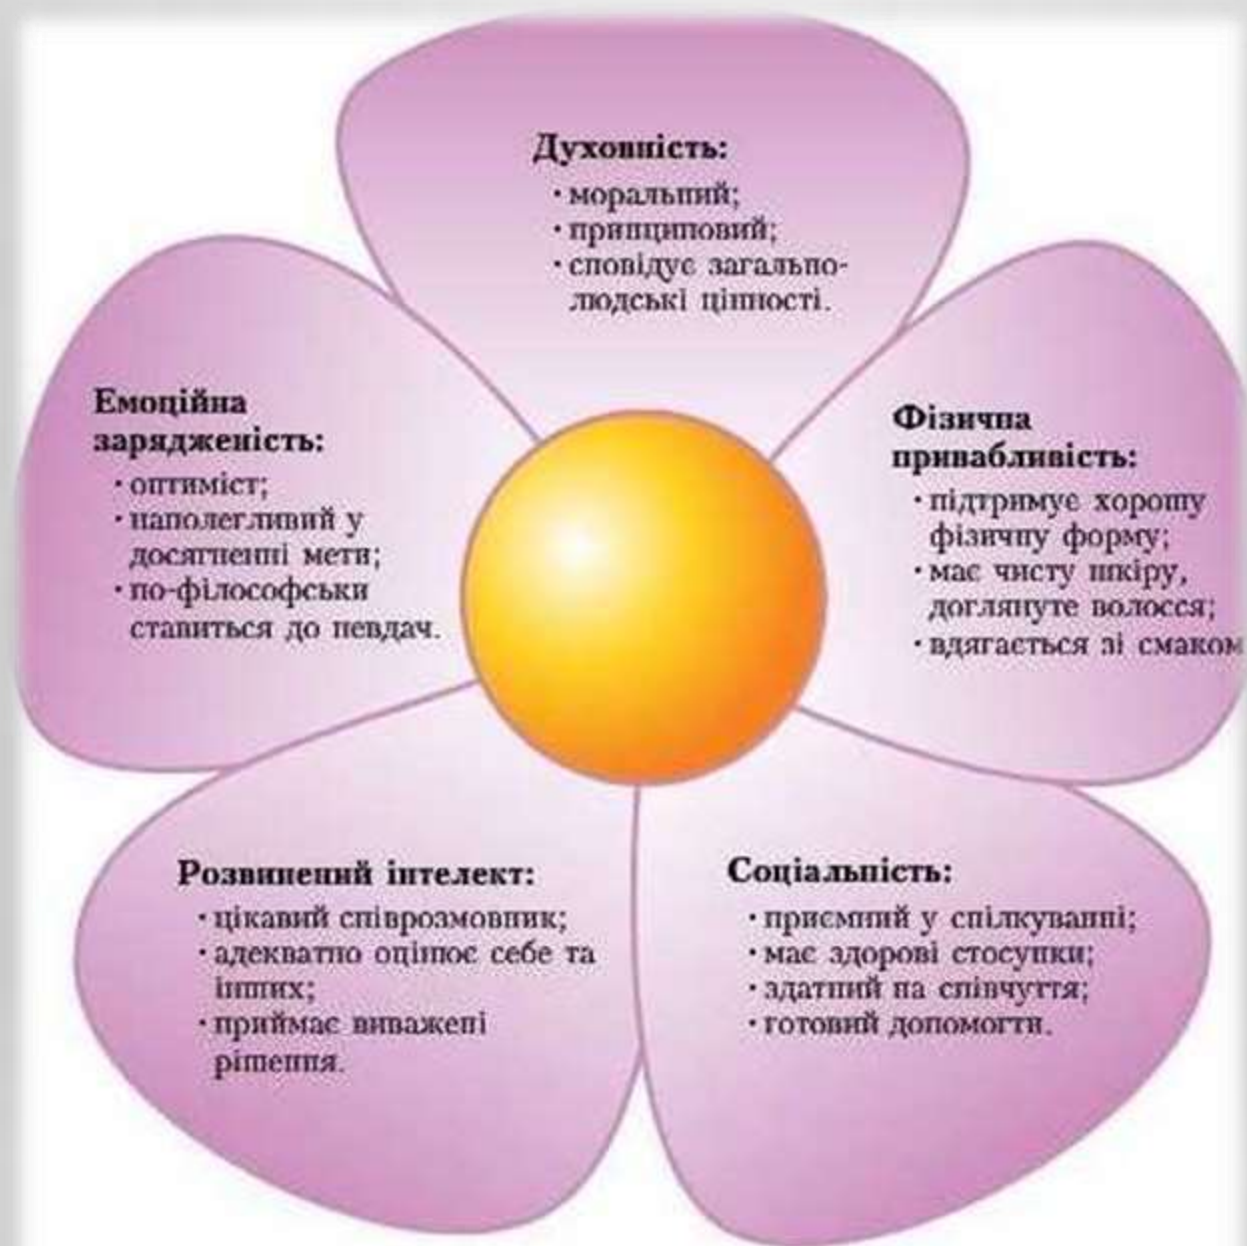 Духовність:
· моральний;
· принциповий;
· сповідує загально-
людські цінності.
Емоційна
зарядженість:
· оптиміст;
· наполегливий у
досягненні мети;
· по-філософськи
ставиться до невдач.
Фізична
привабливість:
· підтримує хорошу
фізичну форму;
· має чисту шкіру,
доглянуте волосся;
· вдягається зі смаком
Розвинений інтелект:
· цікавий співрозмовник;
· адекватно оцінює себе та
інших;
· приймає виважені
рішення.
Соціальність:
· приємний у спілкуванні;
· має здорові стосунки;
· здатний на співчуття;
· готовий допомогти.